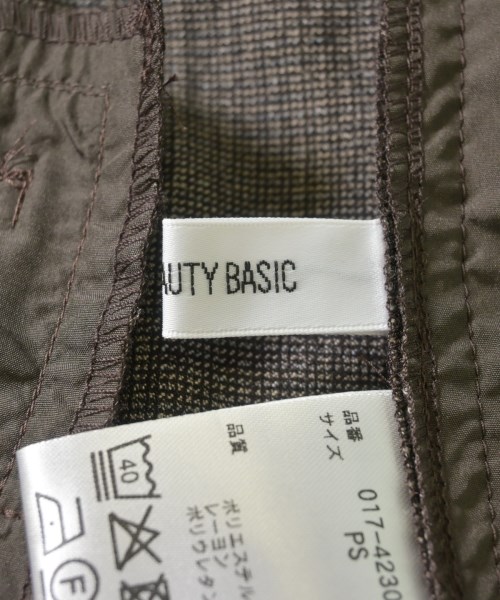 AUTY BASIC
品番 017-4230
サイズ PS
品質
ポリエステル
レーヨン
ポリウレタン
40
F